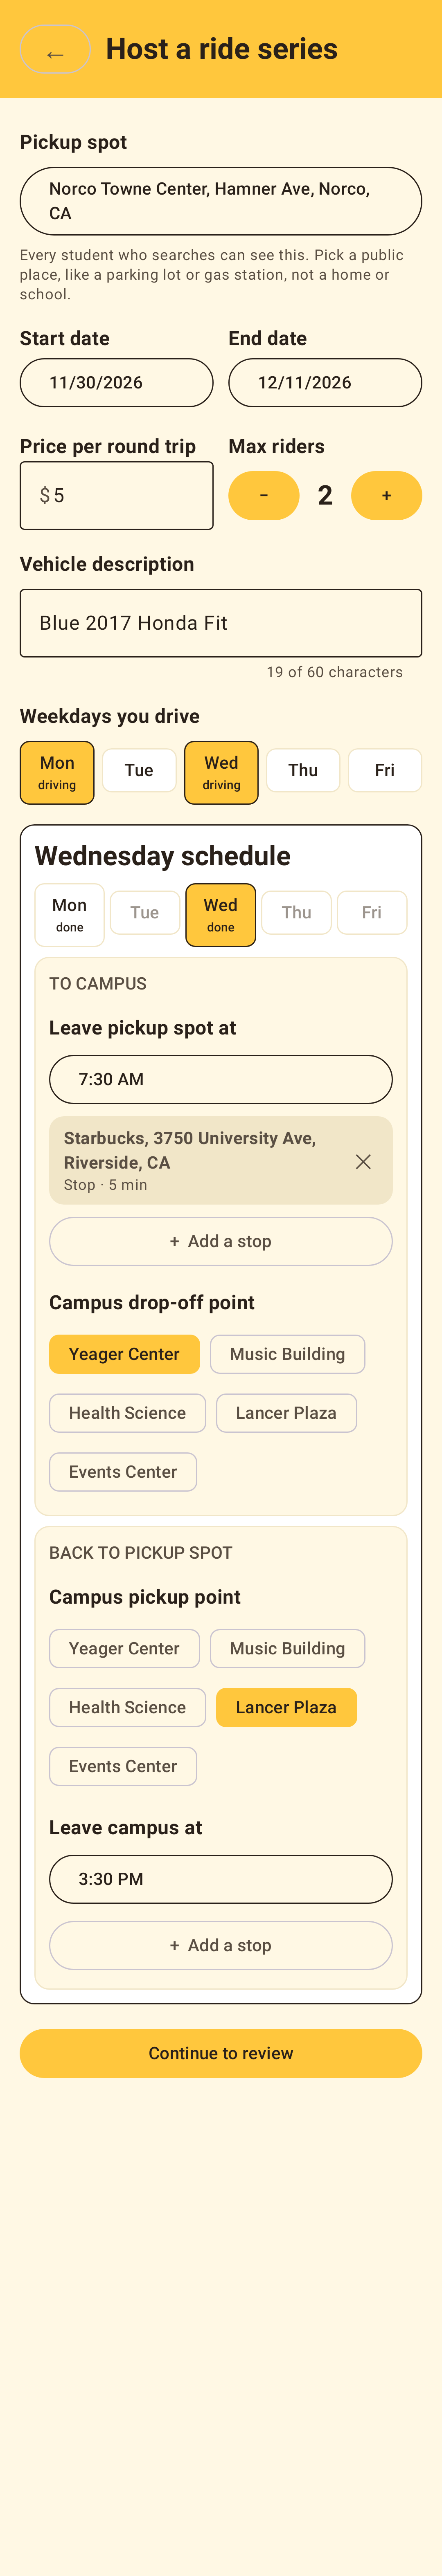 ←
Host a ride series
Pickup spot
Norco Towne Center, Hamner Ave, Norco,
CA
Every student who searches can see this. Pick a public
place, like a parking lot or gas station, not a home or
school.
Start date
End date
11/30/2026
12/11/2026
Price per round trip
Max riders
$5
−
2
+
Vehicle description
Blue 2017 Honda Fit
19 of 60 characters
Weekdays you drive
Mon
driving
Tue
Wed
driving
Thu
Fri
Wednesday schedule
Mon
done
Tue
Wed
done
Thu
Fri
TO CAMPUS
Leave pickup spot at
7:30 AM
Starbucks, 3750 University Ave,
Riverside, CA
Stop · 5 min
+ Add a stop
Campus drop-off point
Yeager Center
Music Building
Health Science
Lancer Plaza
Events Center
BACK TO PICKUP SPOT
Campus pickup point
Yeager Center
Music Building
Health Science
Lancer Plaza
Events Center
Leave campus at
3:30 PM
+ Add a stop
Continue to review